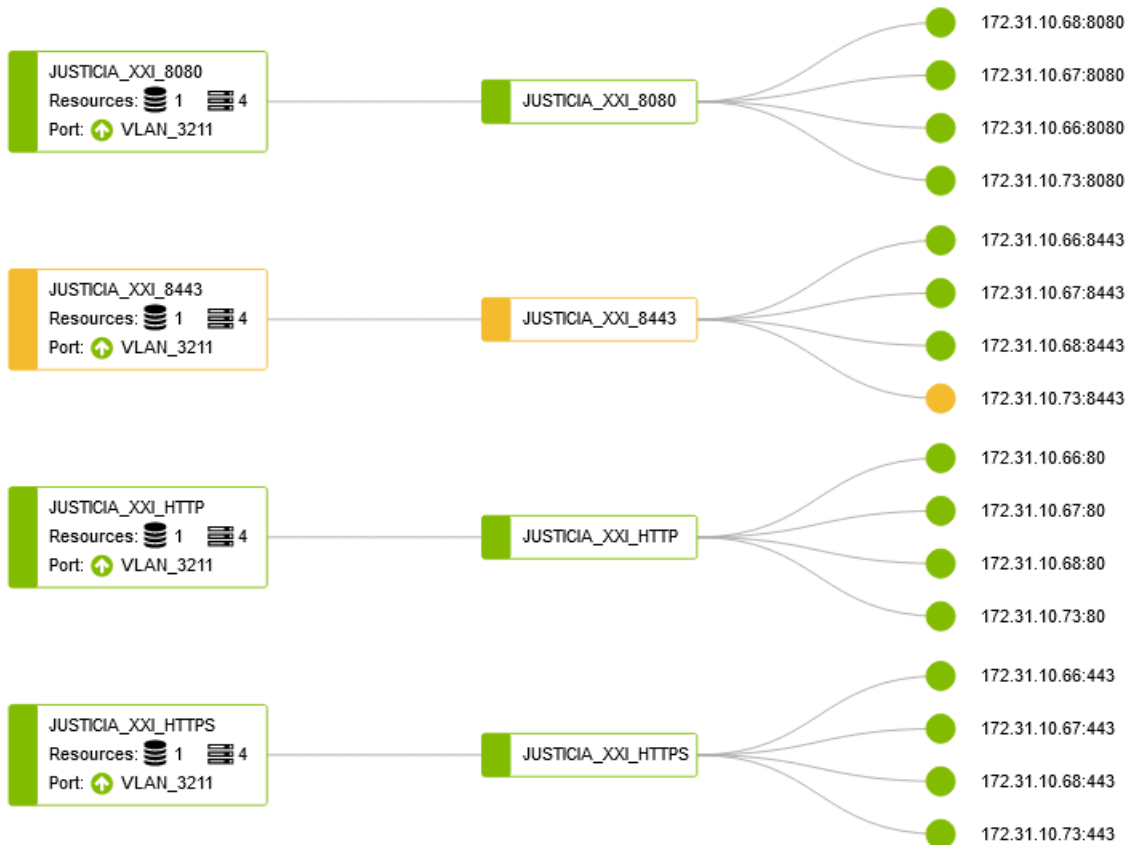 JUSTICIA_XXI_8080
Resources: 1 4
Port: VLAN_3211
JUSTICIA_XXI_8080
172.31.10.68:8080
172.31.10.67:8080
172.31.10.66:8080
172.31.10.73:8080
JUSTICIA_XXI_8443
Resources: 1 4
Port: VLAN_3211
JUSTICIA_XXI_8443
172.31.10.66:8443
172.31.10.67:8443
172.31.10.68:8443
172.31.10.73:8443
JUSTICIA_XXI_HTTP
Resources: 1 4
Port: VLAN_3211
JUSTICIA_XXI_HTTP
172.31.10.66:80
172.31.10.67:80
172.31.10.68:80
172.31.10.73:80
JUSTICIA_XXI_HTTPS
Resources: 1 4
Port: VLAN_3211
JUSTICIA_XXI_HTTPS
172.31.10.66:443
172.31.10.67:443
172.31.10.68:443
172.31.10.73:443